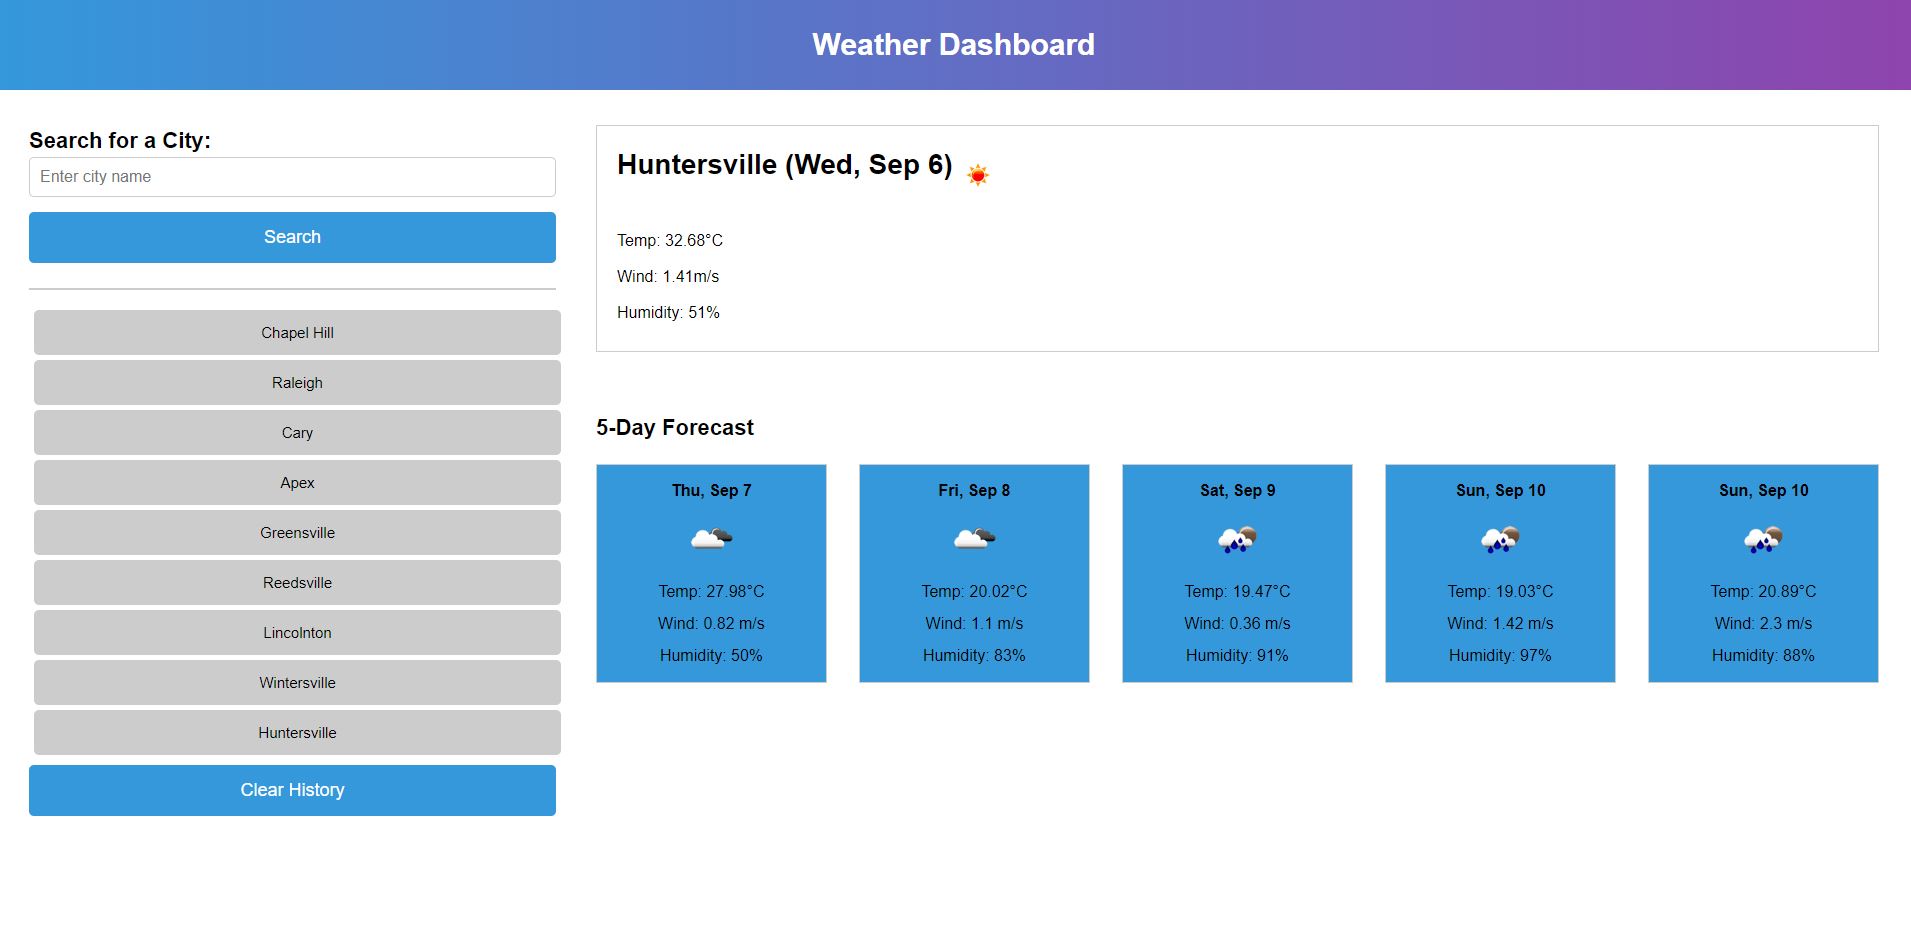 Weather Dashboard
Search for a City:
Enter city name
Search
Chapel Hill
Raleigh
Cary
Apex
Greensville
Reedsville
Lincolnton
Wintersville
Huntersville
Clear History
Huntersville (Wed, Sep 6)
Temp: 32.68°C
Wind: 1.41m/s
Humidity: 51%
5-Day Forecast
Thu, Sep 7
Temp: 27.98°C
Wind: 0.82 m/s
Humidity: 50%
Fri, Sep 8
Temp: 20.02°C
Wind: 1.1 m/s
Humidity: 83%
Sat, Sep 9
Temp: 19.47°C
Wind: 0.36 m/s
Humidity: 91%
Sun, Sep 10
Temp: 19.03°C
Wind: 1.42 m/s
Humidity: 97%
Sun, Sep 10
Temp: 20.89°C
Wind: 2.3 m/s
Humidity: 88%